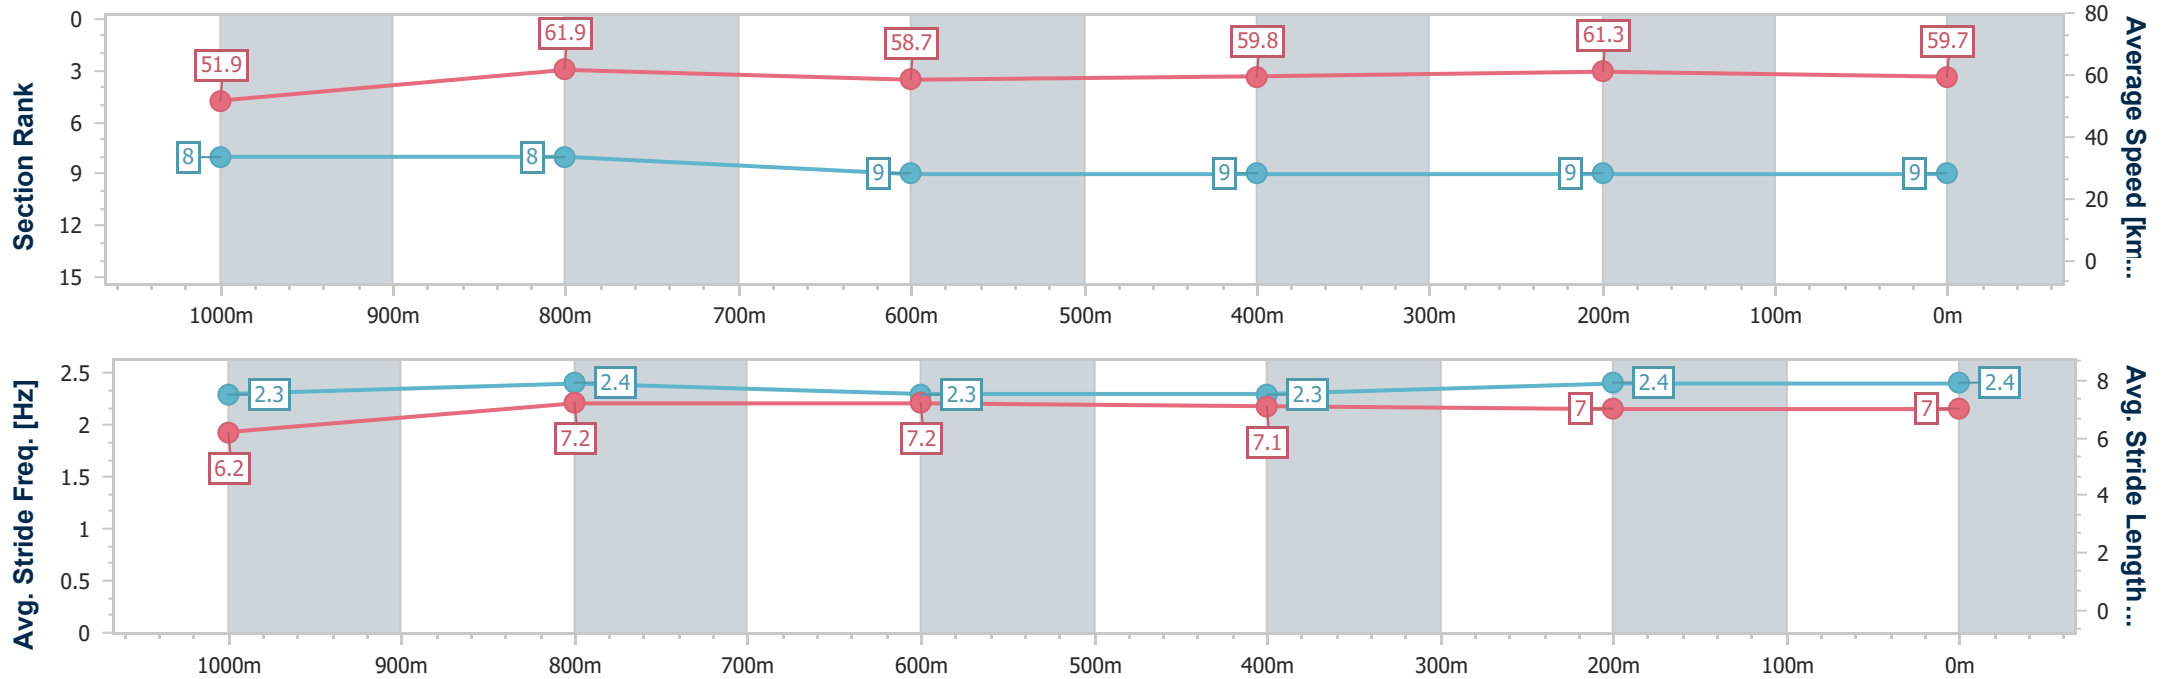 Section Rank
0
3
6
9
12
15
51.9
61.9
58.7
59.8
61.3
59.7
8
8
9
9
9
9
80
60
40
20
0
Average Speed [km...
1000m
900m
800m
700m
600m
500m
400m
300m
200m
100m
0m
Avg. Stride Freq. [Hz]
2.5
2
1.5
1
0.5
0
2.3
2.4
2.3
2.3
2.4
2.4
6.2
7.2
7.2
7.1
7
7
8
6
4
2
0
Avg. Stride Length...
1000m
900m
800m
700m
600m
500m
400m
300m
200m
100m
0m